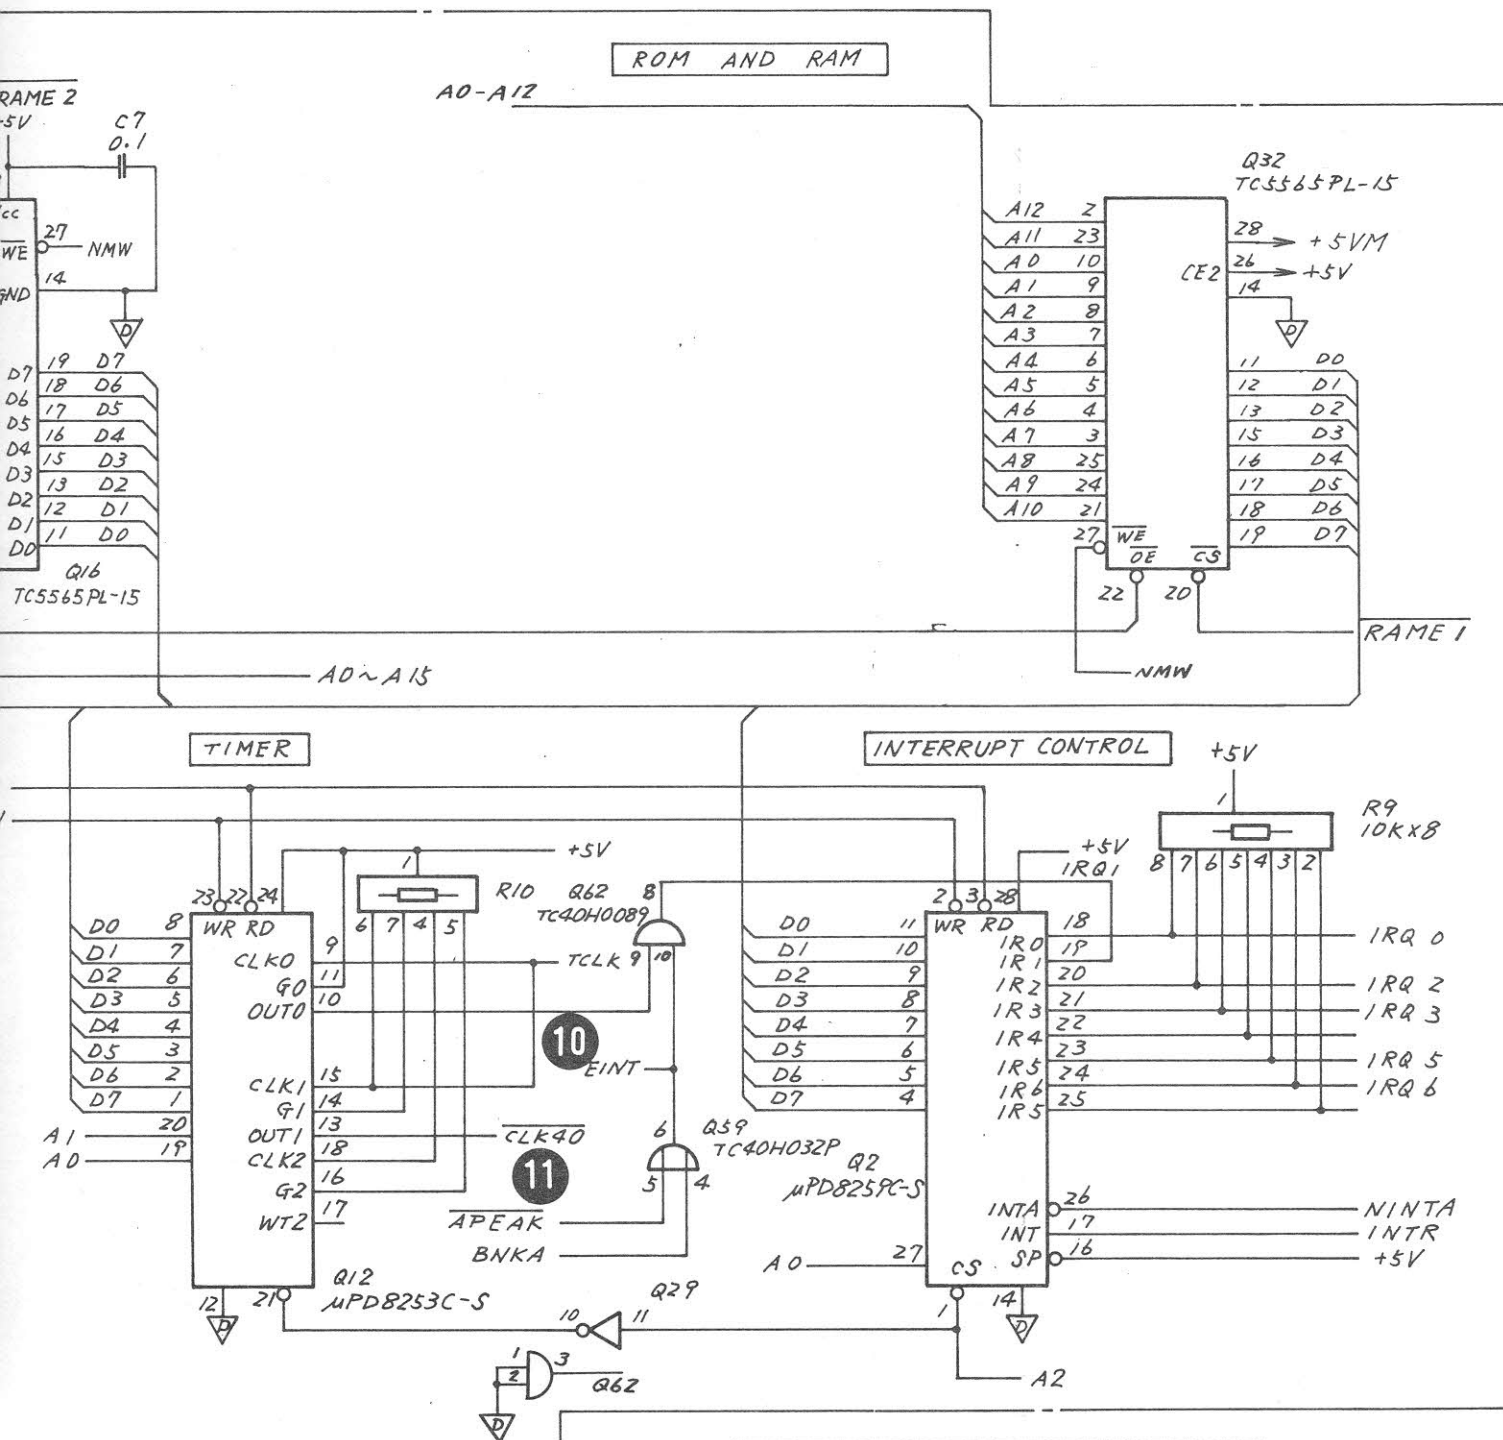 ROM AND RAM
A0-A12
RAME 2
C7
0.1
Q32
TC5565PL-15
27
WE
NMW
14
GND
D
19 D7
18 D6
17 D5
16 D4
15 D3
13 D2
12 D1
11 D0
D7
D6
D5
D4
D3
D2
D1
D0
Q16
TC5565PL-15
A12 2
A11 23
A0 10
A1 9
A2 8
A3 7
A4 6
A5 5
A6 4
A7 3
A8 25
A9 24
A10 21
27 WE
OE
CS
22
20
28 +5VM
CE2 26 +5V
14
D
11 D0
12 D1
13 D2
15 D3
16 D4
17 D5
18 D6
19 D7
RAME 1
NMW
A0~A15
TIMER
INTERRUPT CONTROL
+5V
1
R9
10K×8
8 7 6 5 4 3 2
+5V
1
R10
6 7 4 5
23 22 24
WR RD
D0 8
D1 7
D2 6
D3 5
D4 4
D5 3
D6 2
D7 1
A1 20
A0 19
CLK0 9
G0 11
OUT0 10
CLK1 15
G1 14
OUT1 13
CLK2 18
G2 16
WT2 17
TCLK
CLK40
Q12
μPD8253C-S
12
D
21
Q62
TC40H008P
8
9 10
10
EINT
11
6
Q59
TC40H032P
5 4
APEAK
BNKA
+5V
IRQ1
2 3 28
WR RD
D0 11
D1 10
D2 9
D3 8
D4 7
D5 6
D6 5
D7 4
IR0 18 IRQ 0
IR1 19
IR2 20 IRQ 2
IR3 21 IRQ 3
IR4 22
IR5 23 IRQ 5
IR6 24 IRQ 6
IR5 25
Q2
μPD8259C-S
INTA 26 NINTA
INT 17 INTR
SP 16 +5V
A0 27
CS
1
14
D
Q29
10 11
A2
1
2
3
Q62
D